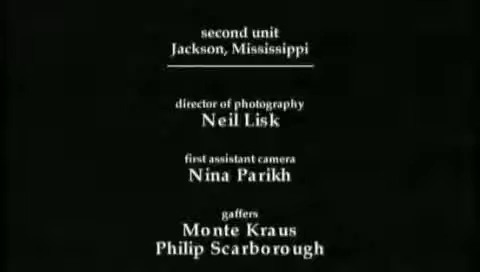 second unit
Jackson, Mississippi
director of photography
Neil Lisk
first assistant camera
Nina Parikh
gaffers
Monte Kraus
Philip Scarborough